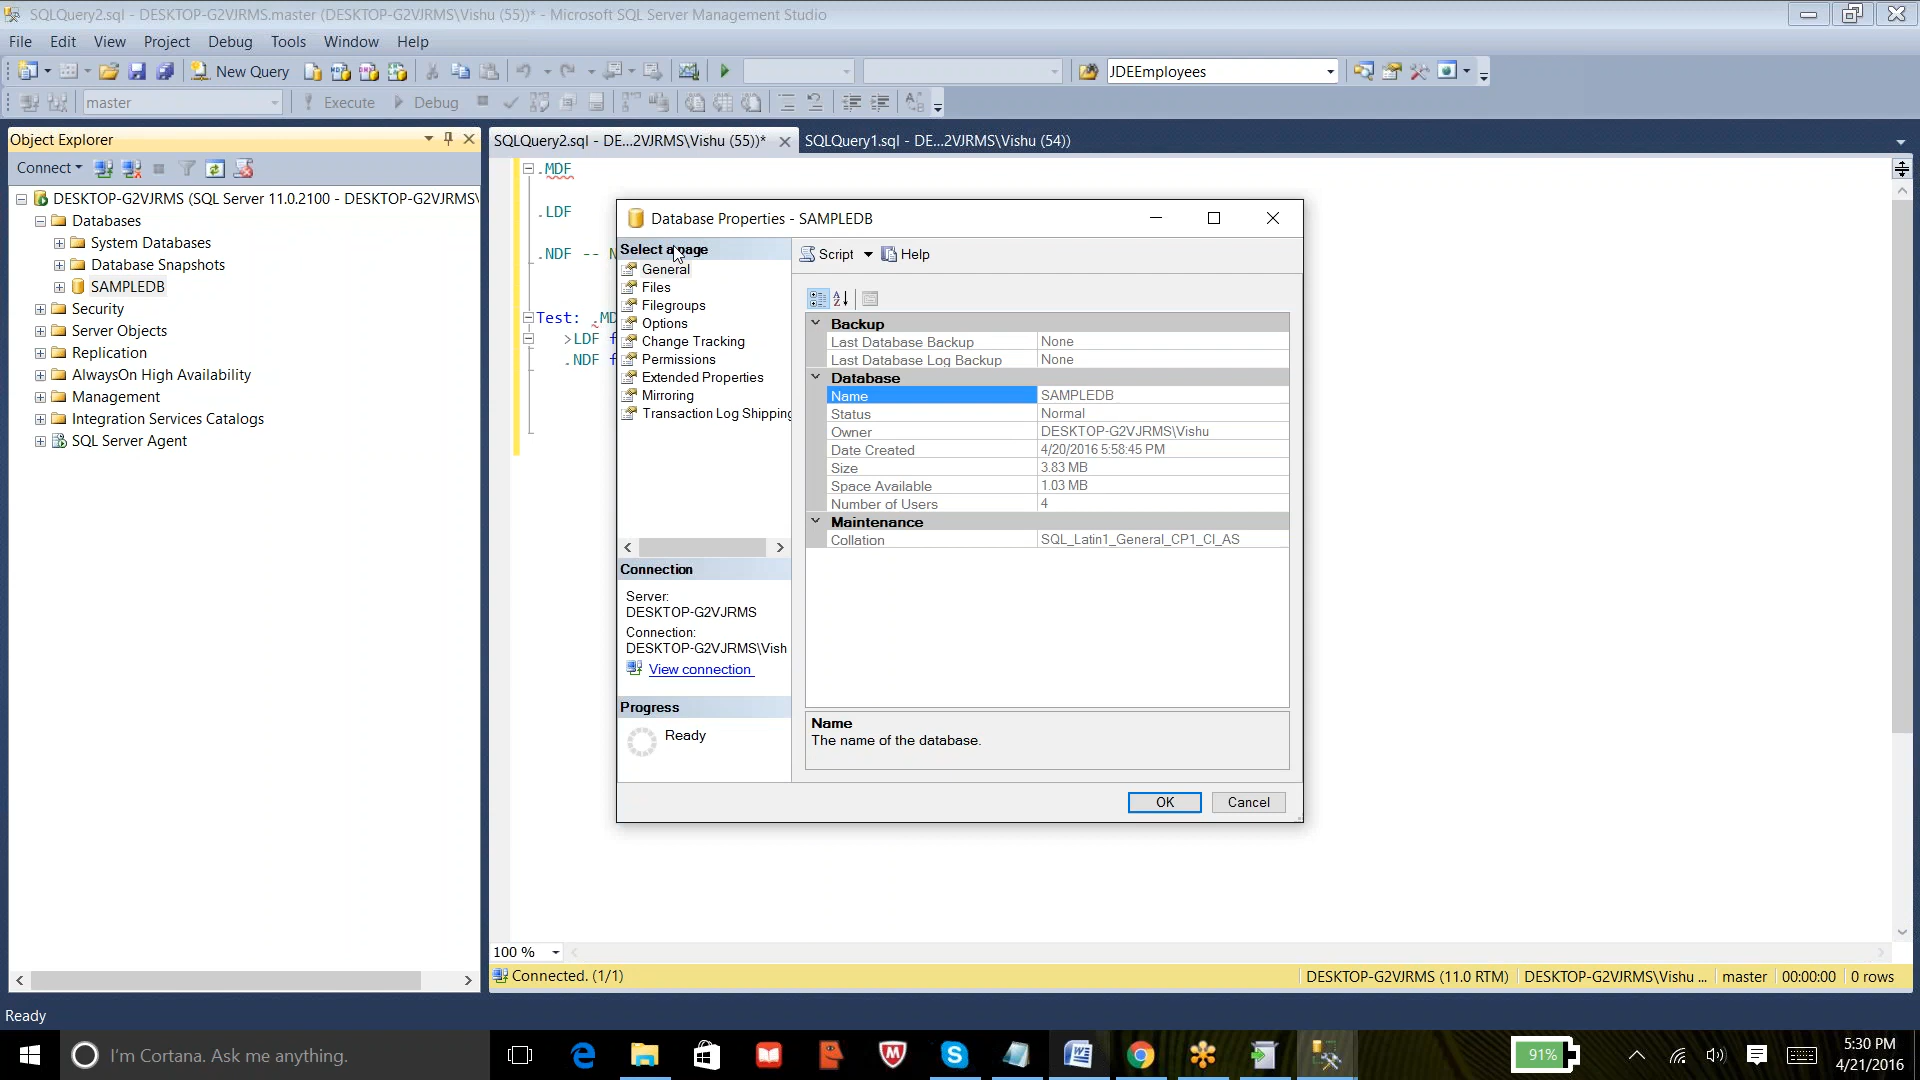 SQLQuery2.sql - DESKTOP-G2VJRMS.master (DESKTOP-G2VJRMS\Vishu (55))* - Microsoft SQL Server Management Studio
File Edit View Project Debug Tools Window Help
New Query JDEEmployees
master Execute Debug
Object Explorer
SQLQuery2.sql - DE...2VJRMS\Vishu (55))* SQLQuery1.sql - DE...2VJRMS\Vishu (54))
Connect
DESKTOP-G2VJRMS (SQL Server 11.0.2100 - DESKTOP-G2VJRMS\
Databases
System Databases
Database Snapshots
SAMPLEDB
Security
Server Objects
Replication
AlwaysOn High Availability
Management
Integration Services Catalogs
SQL Server Agent
.MDF
.LDF
.NDF -- N
Test: .MD
>LDF f
.NDF f
Database Properties - SAMPLEDB
Select a page
General
Files
Filegroups
Options
Change Tracking
Permissions
Extended Properties
Mirroring
Transaction Log Shipping
Connection
Server:
DESKTOP-G2VJRMS
Connection:
DESKTOP-G2VJRMS\Vish
View connection
Progress
Ready
Script Help
Backup
Last Database Backup None
Last Database Log Backup None
Database
Name SAMPLEDB
Status Normal
Owner DESKTOP-G2VJRMS\Vishu
Date Created 4/20/2016 5:58:45 PM
Size 3.83 MB
Space Available 1.03 MB
Number of Users 4
Maintenance
Collation SQL_Latin1_General_CP1_CI_AS
Name
The name of the database.
OK Cancel
100 %
Connected. (1/1) DESKTOP-G2VJRMS (11.0 RTM) DESKTOP-G2VJRMS\Vishu ... master 00:00:00 0 rows
Ready
I'm Cortana. Ask me anything.
91%
5:30 PM
4/21/2016